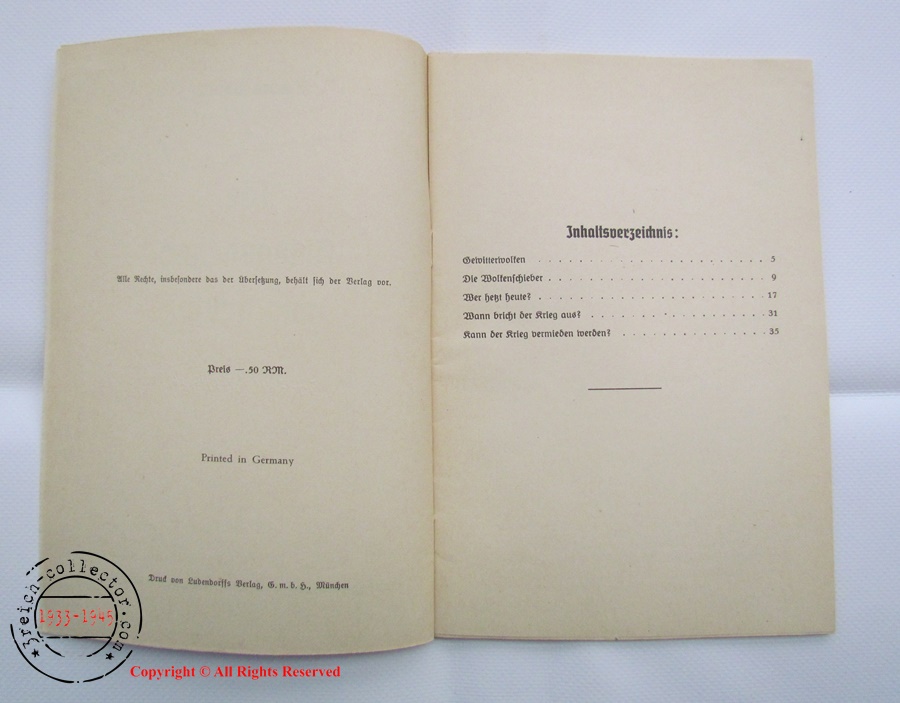 Alle Rechte, insbesondere das der Übersetzung, behält sich der Verlag vor.
Preis —.50 RM.
Printed in Germany
Druck von Ludendorffs Verlag, G. m. b. H., München
Inhaltsverzeichnis:
Gewitterwolken . . . . . . . . . . . . . . . . . . . . 5
Die Wolkenschieber . . . . . . . . . . . . . . . . . . . . 9
Wer hetzt heute? . . . . . . . . . . . . . . . . . . . . 17
Wann bricht der Krieg aus? . . . . . . . . . . . . . . . . 31
Kann der Krieg vermieden werden? . . . . . . . . . . . . 35
3reich-collector.com
1933-1945
Copyright © All Rights Reserved